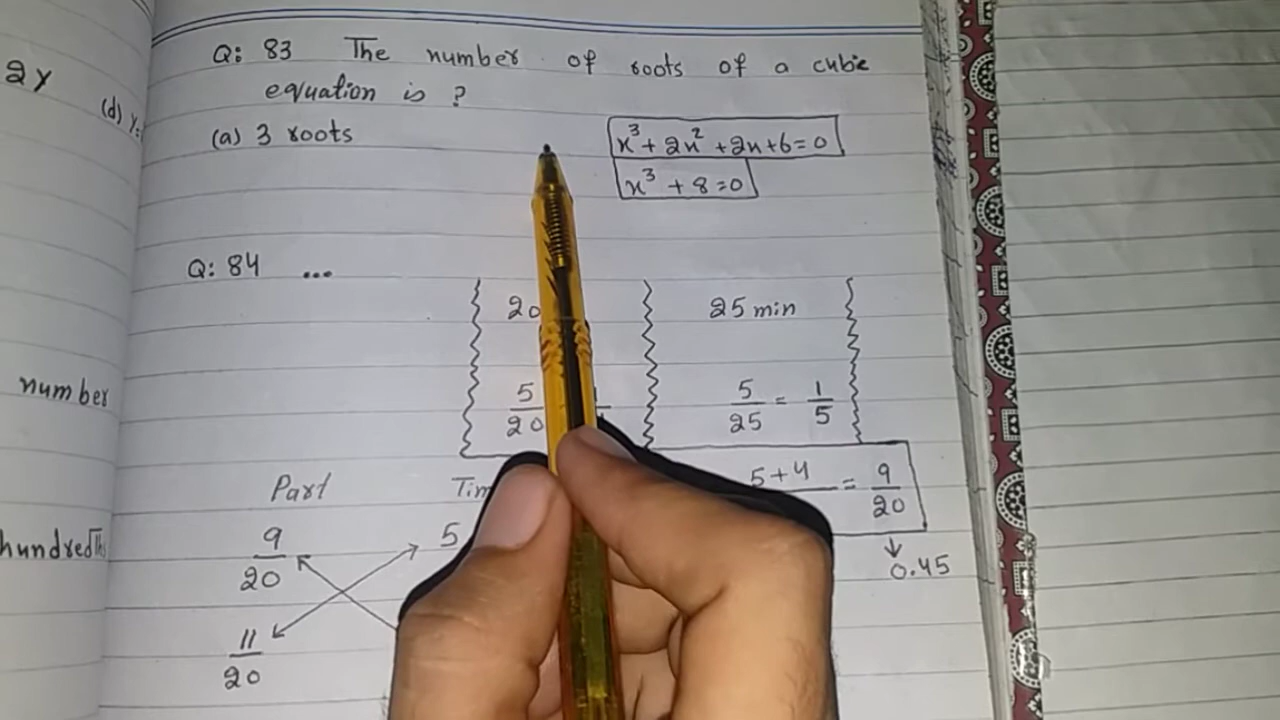 2Y
(d) Y=
number
hundredTh
Q: 83 The number of roots of a cubic
equation is ?
(a) 3 roots
x³ + 2x² + 2x + 6 = 0
x³ + 8 = 0
Q: 84 ...
20
25 min
5/20
5/25 = 1/5
5+4
= 9/20
Part
9/20
5
0.45
11/20